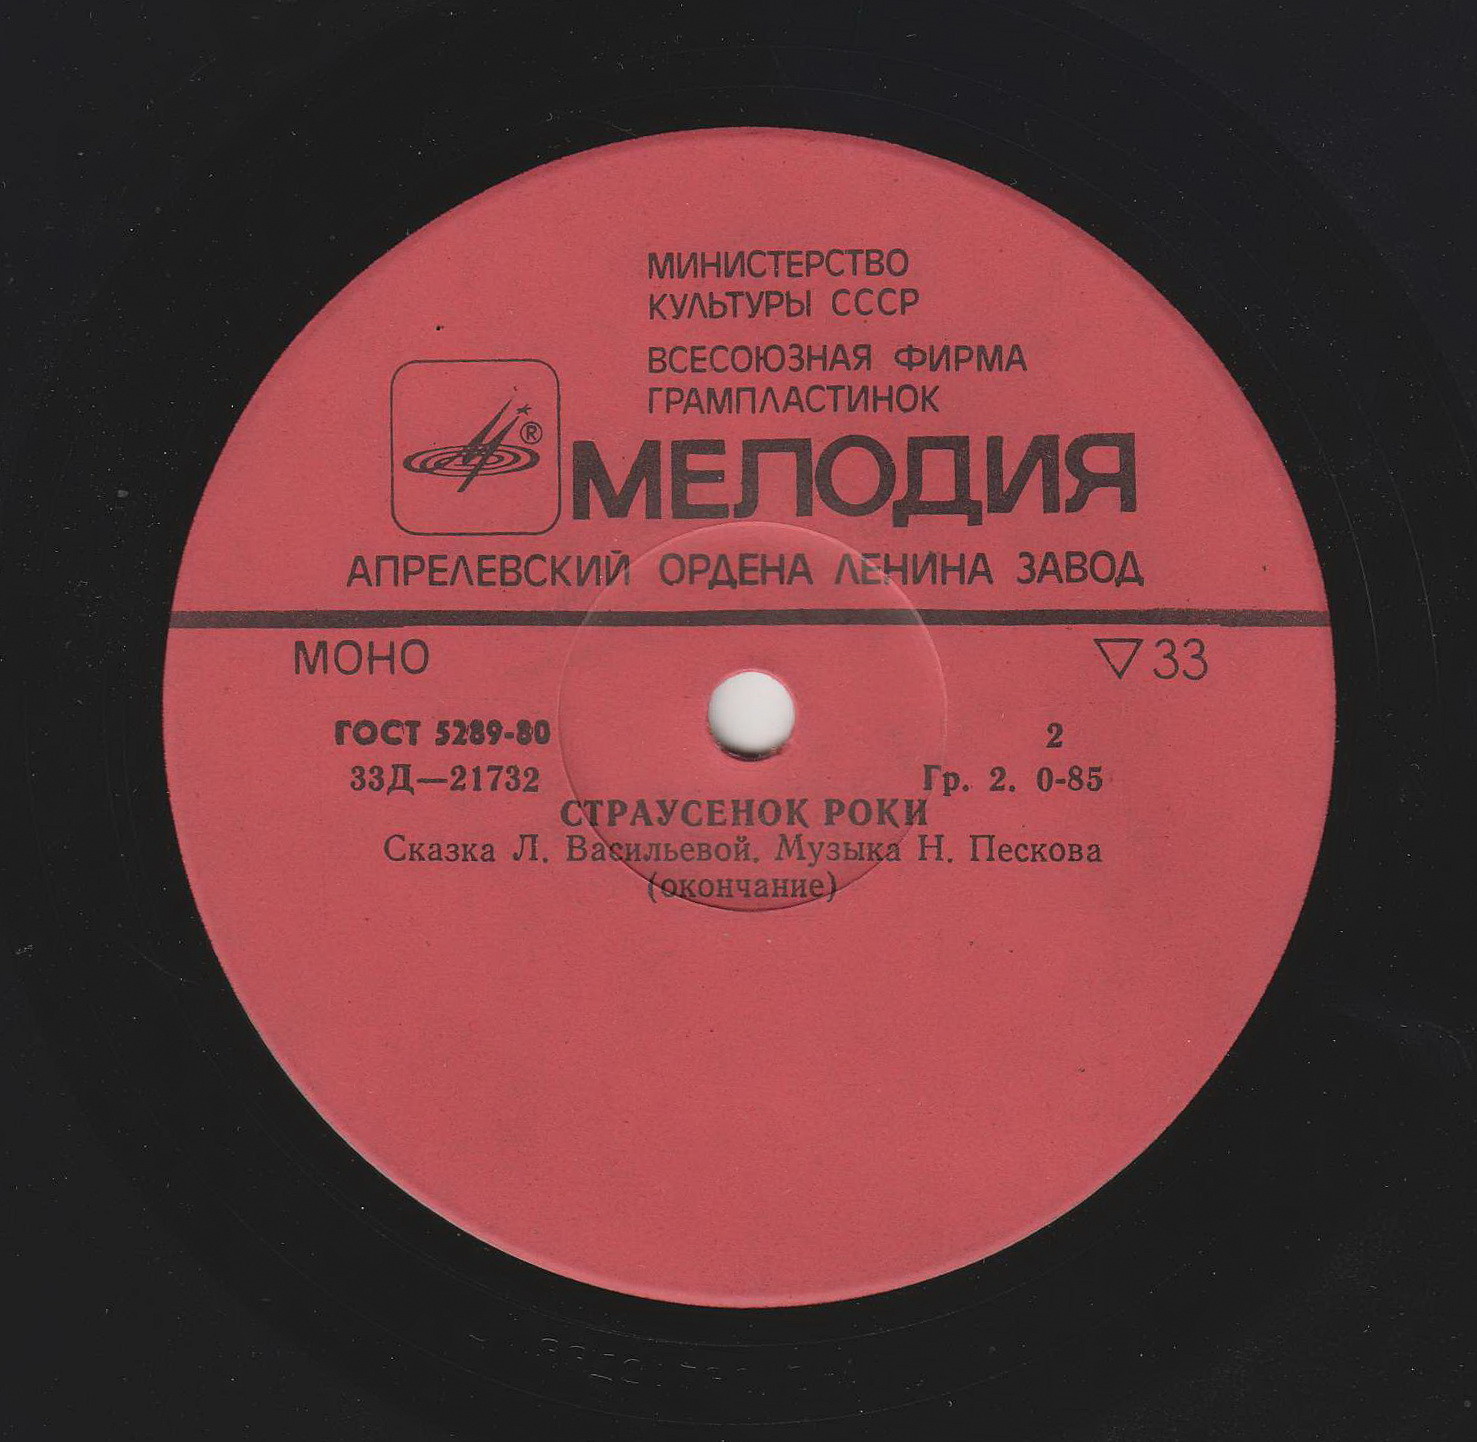 МИНИСТЕРСТВО
КУЛЬТУРЫ СССР
ВСЕСОЮЗНАЯ ФИРМА
ГРАМПЛАСТИНОК
®
МЕЛОДИЯ
АПРЕЛЕВСКИЙ ОРДЕНА ЛЕНИНА ЗАВОД
МОНО ▽33
ГОСТ 5289-80 2
33Д—21732 Гр. 2. 0-85
СТРАУСЕНОК РОКИ
Сказка Л. Васильевой. Музыка Н. Пескова
(окончание)